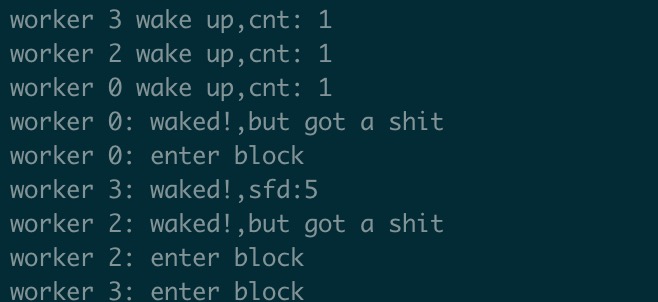 worker 3 wake up,cnt: 1
worker 2 wake up,cnt: 1
worker 0 wake up,cnt: 1
worker 0: waked!,but got a shit
worker 0: enter block
worker 3: waked!,sfd:5
worker 2: waked!,but got a shit
worker 2: enter block
worker 3: enter block